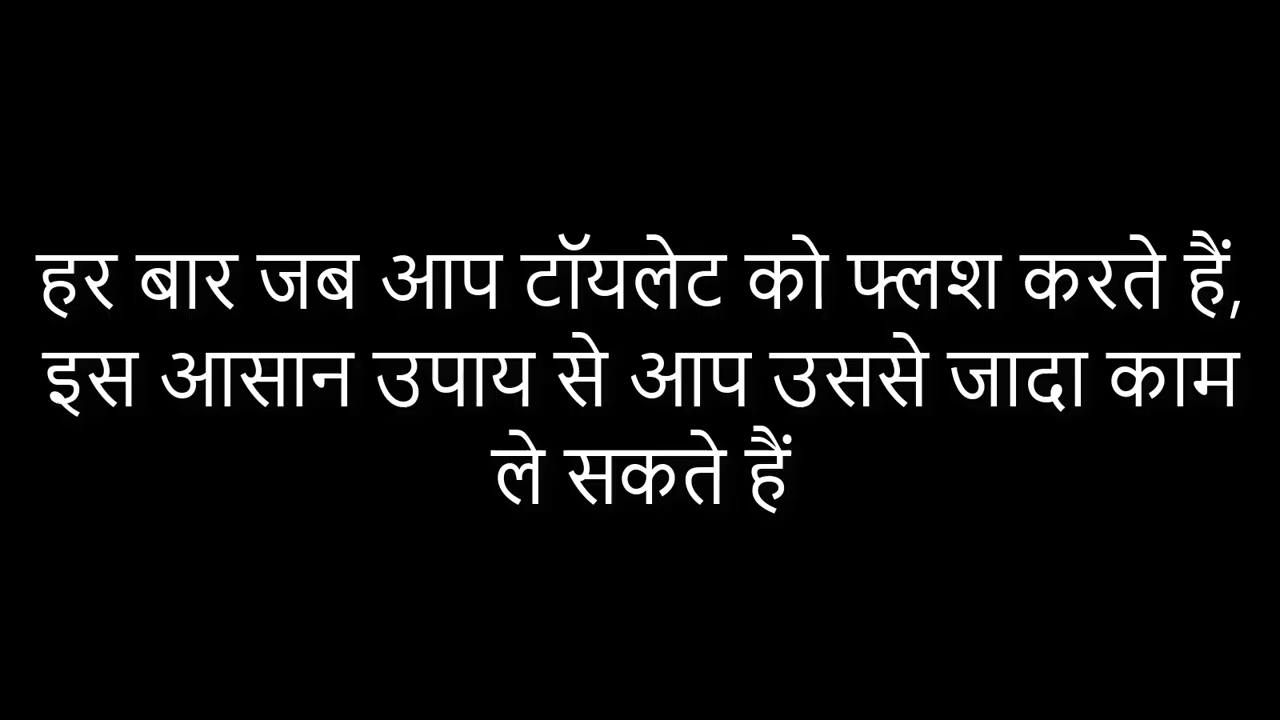 हर बार जब आप टॉयलेट को फ्लश करते हैं,
इस आसान उपाय से आप उससे जादा काम
ले सकते हैं